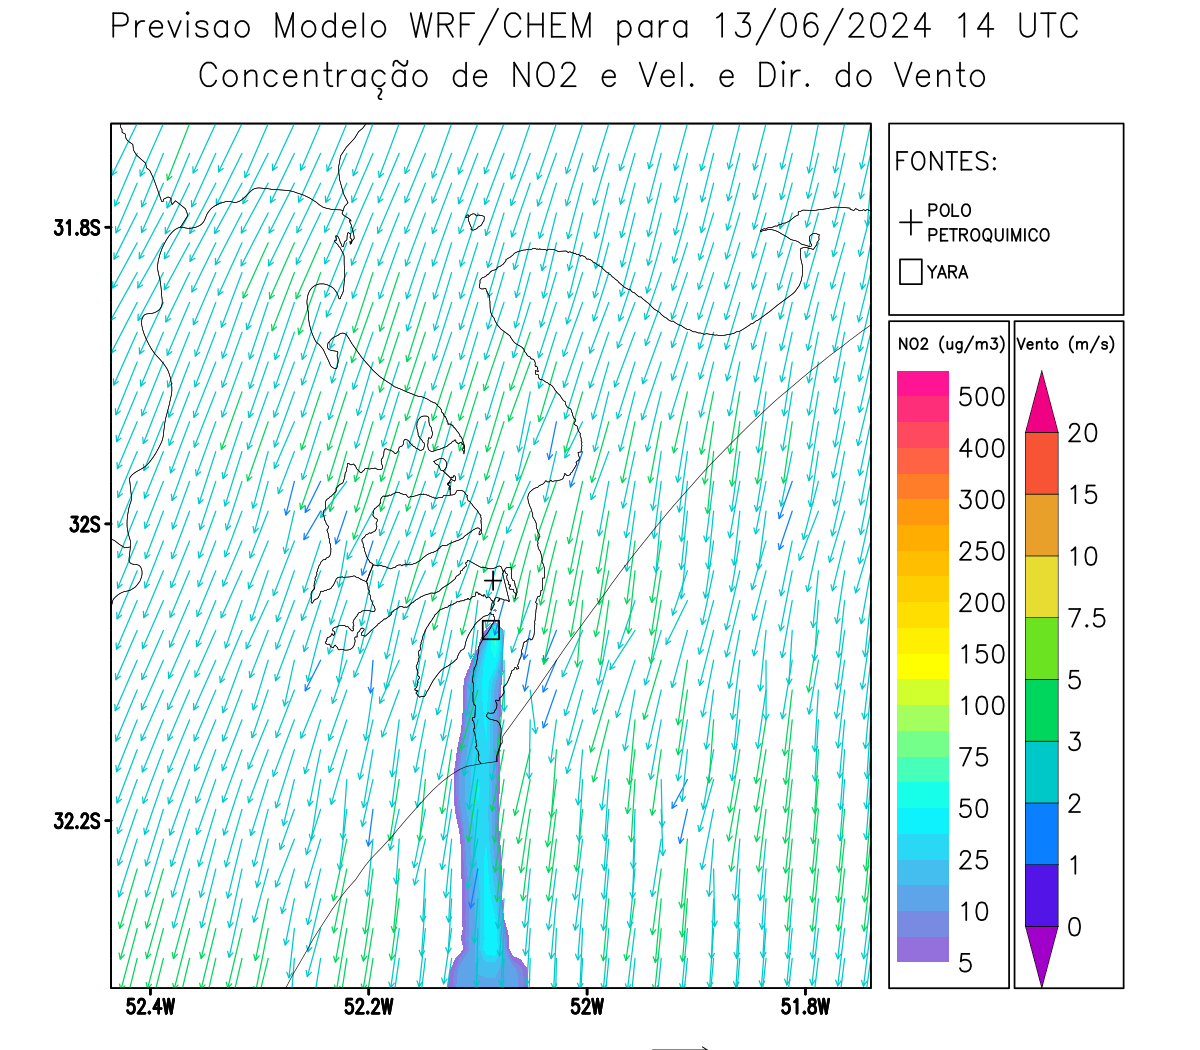 Previsao Modelo WRF/CHEM para 13/06/2024 14 UTC
Concentração de NO2 e Vel. e Dir. do Vento
FONTES:
POLO
PETROQUIMICO
YARA
NO2 (ug/m3)
500
400
300
250
200
150
100
75
50
25
10
5
Vento (m/s)
20
15
10
7.5
5
3
2
1
0
31.8S
32S
32.2S
52.4W
52.2W
52W
51.8W